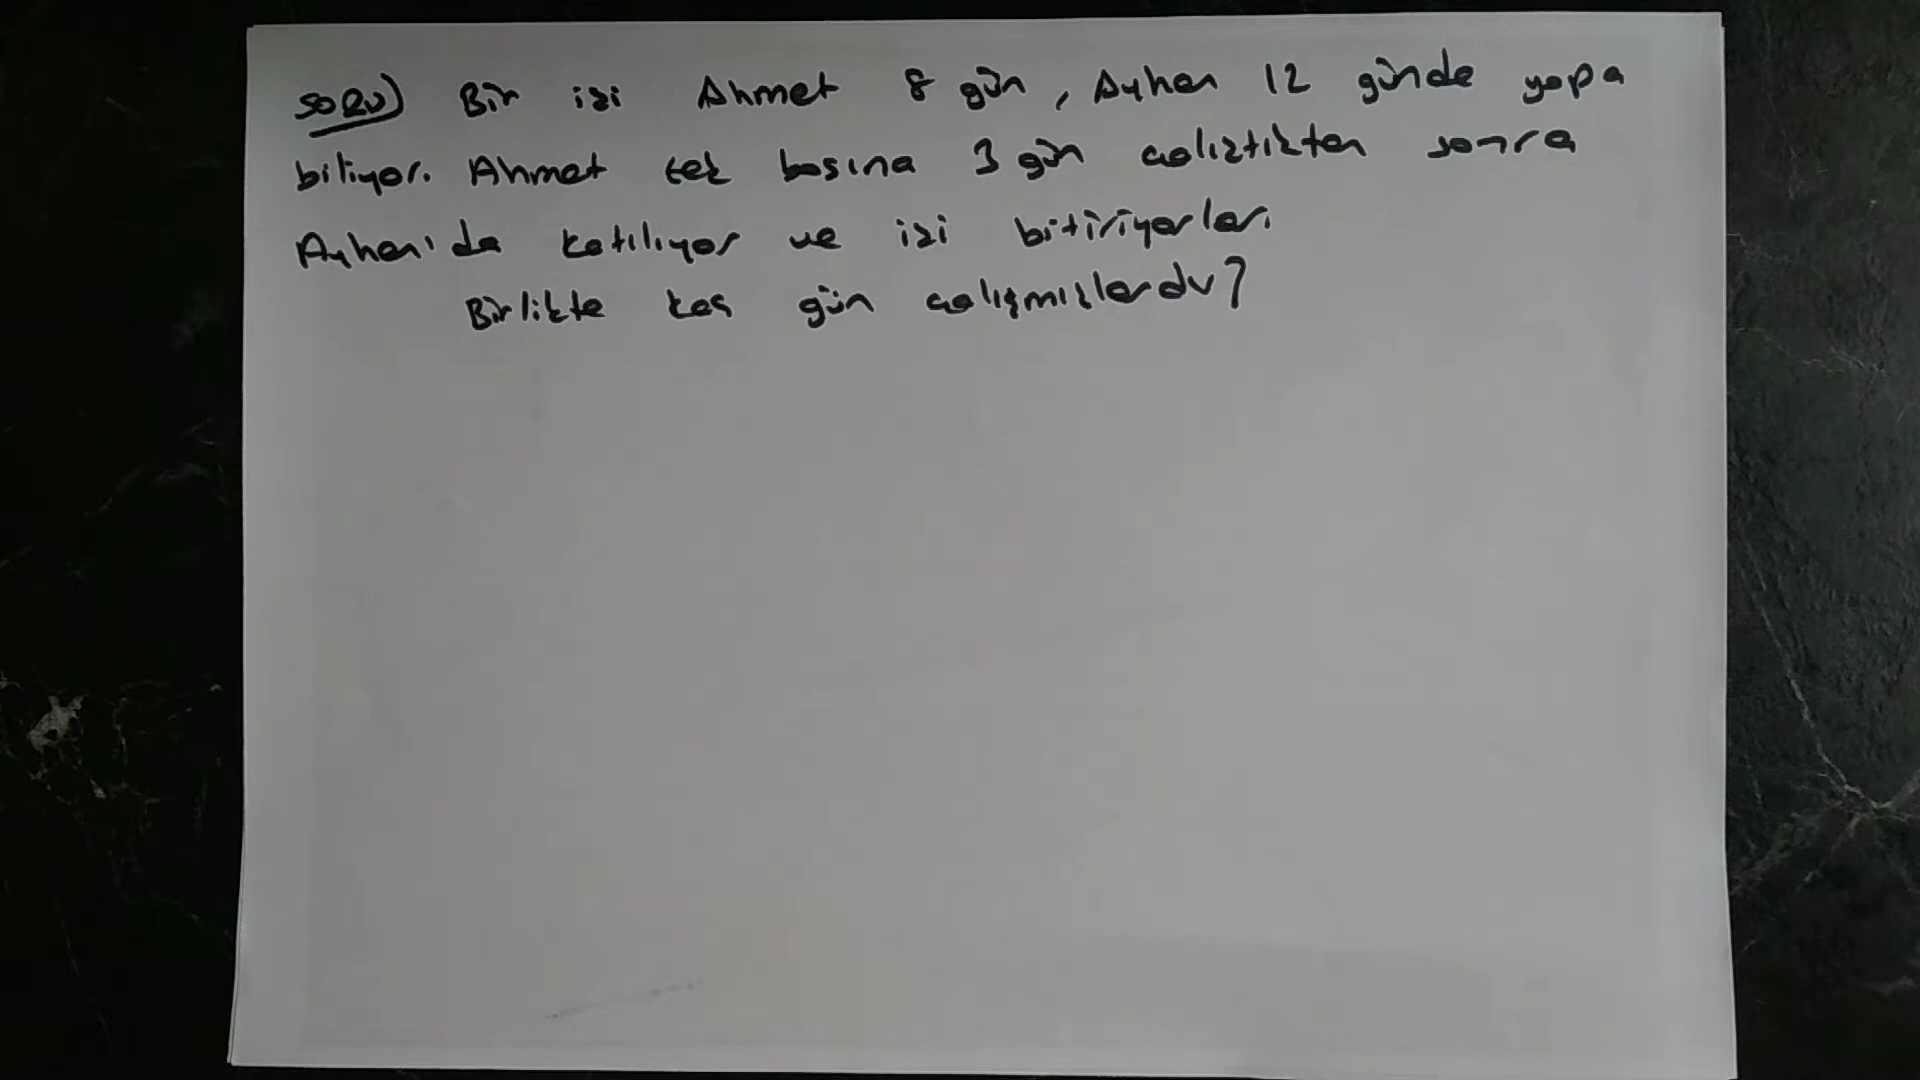 SORU) Bir işi Ahmet 8 gün, Ayhan 12 günde yapa
biliyor. Ahmet tek başına 3 gün çalıştıkten sonra
Ayhan'da katılıyor ve işi bitiriyorlar.
Birlikte kaç gün çalışmışlardır?